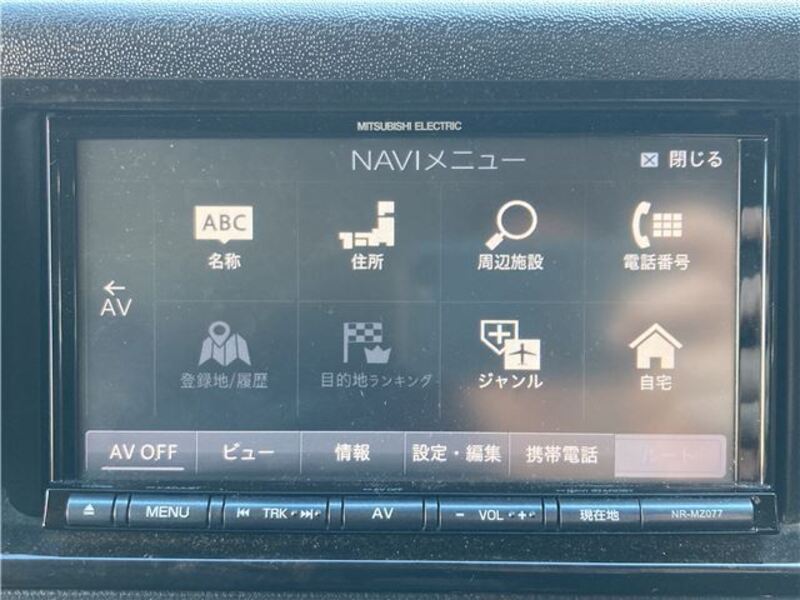 MITSUBISHI ELECTRIC
NAVIメニュー
閉じる
ABC
名称
住所
周辺施設
電話番号
← AV
登録地/履歴
目的地ランキング
ジャンル
自宅
AV OFF
ビュー
情報
設定・編集
携帯電話
ルート
MENU
TRK
AV
− VOL +
現在地
NR-MZ077